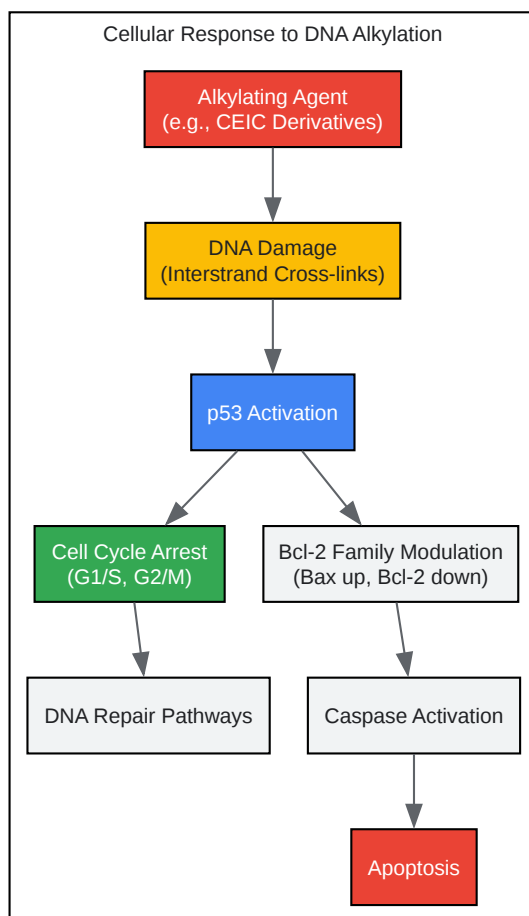 Cellular Response to DNA Alkylation
Alkylating Agent
(e.g., CEIC Derivatives)
DNA Damage
(Interstrand Cross-links)
p53 Activation
Cell Cycle Arrest
(G1/S, G2/M)
Bcl-2 Family Modulation
(Bax up, Bcl-2 down)
DNA Repair Pathways
Caspase Activation
Apoptosis